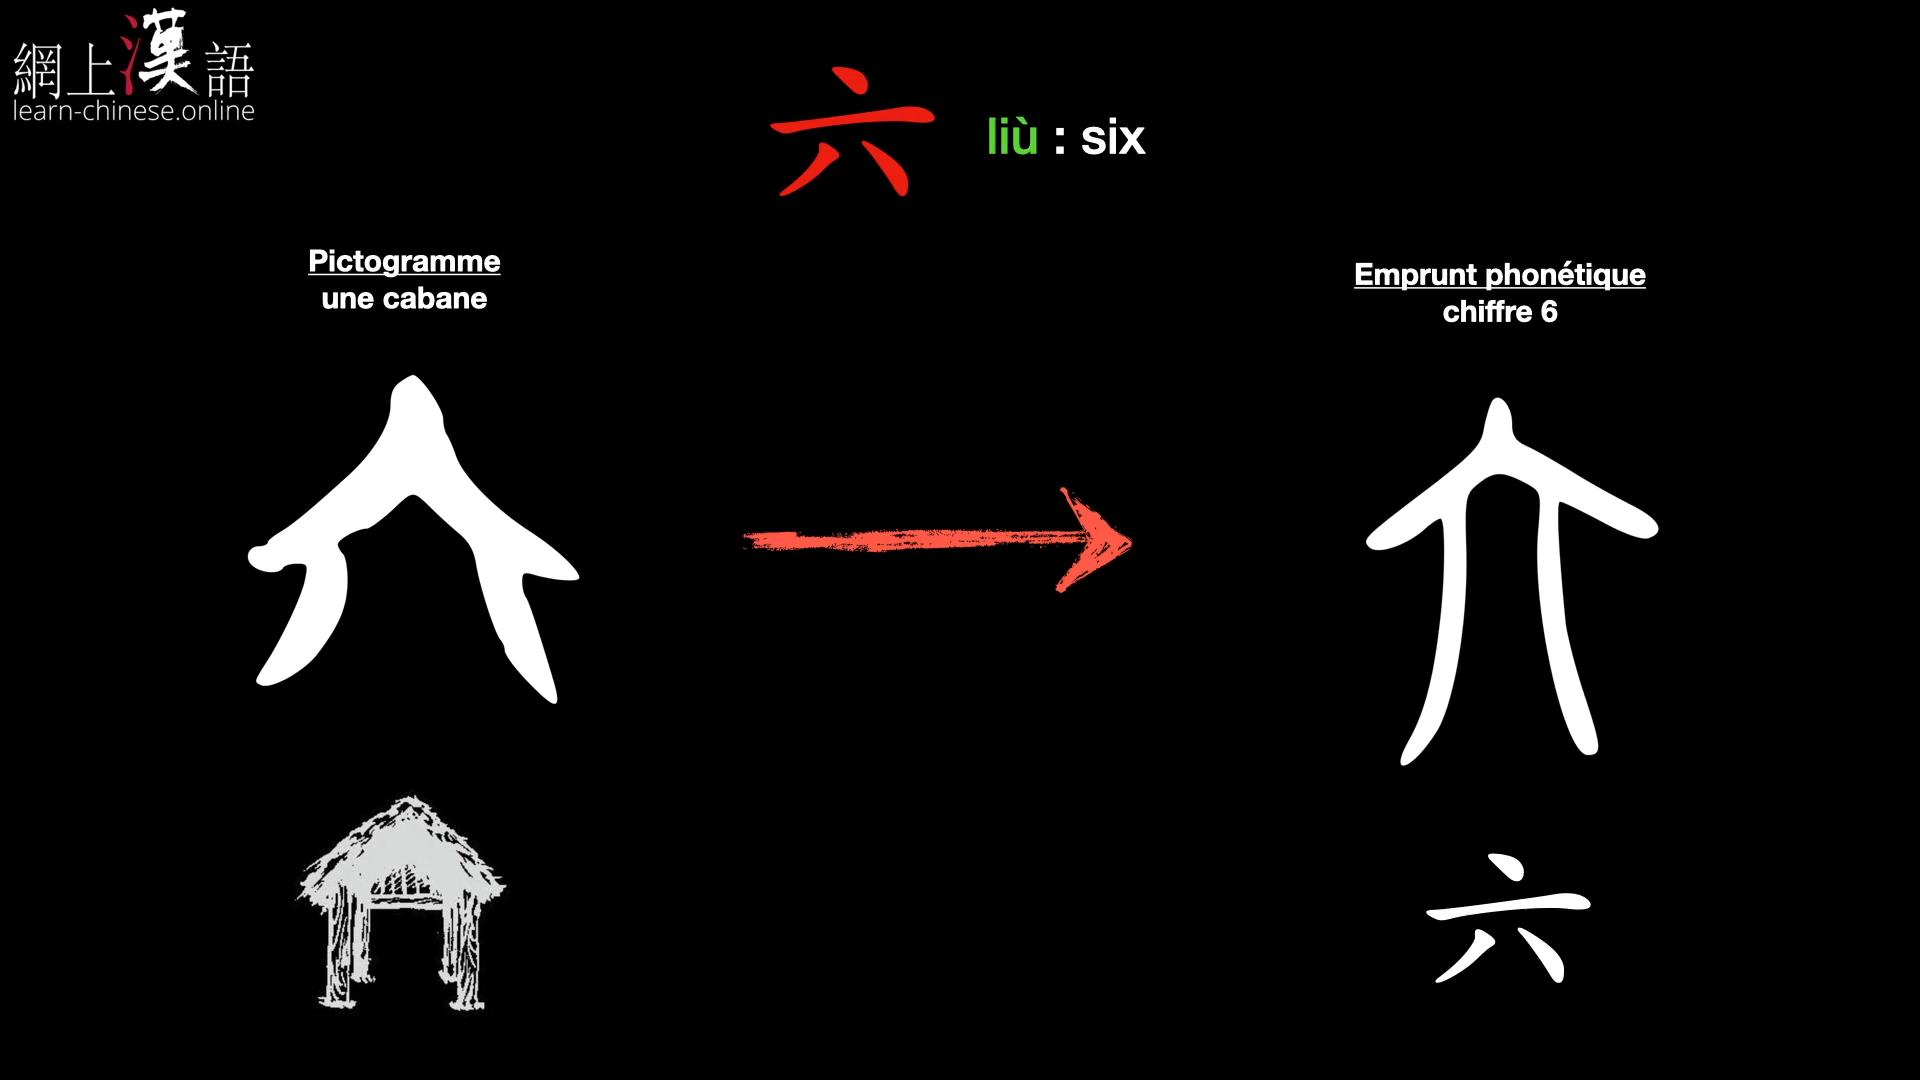 網上漢語
learn-chinese.online
六 liù : six
Pictogramme
une cabane
Emprunt phonétique
chiffre 6
六